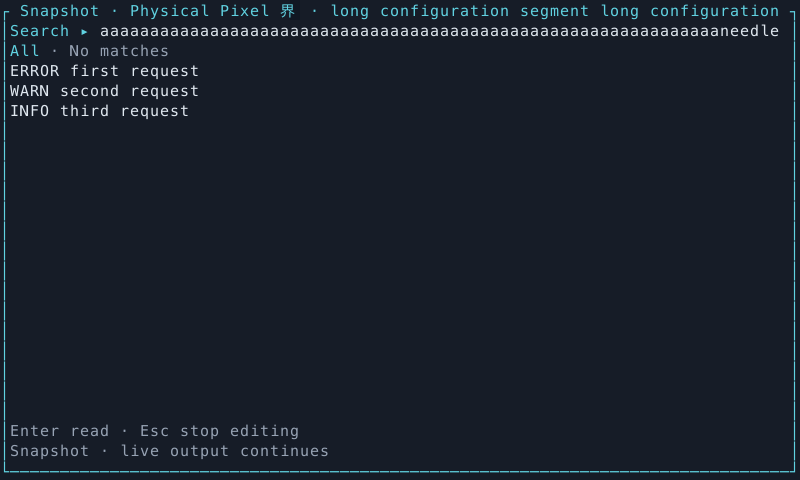 Snapshot · Physical Pixel 界 · long configuration segment long configuration
Search ▸ aaaaaaaaaaaaaaaaaaaaaaaaaaaaaaaaaaaaaaaaaaaaaaaaaaaaaaaaaaaaaaneedle
All · No matches
ERROR first request
WARN second request
INFO third request
Enter read · Esc stop editing
Snapshot · live output continues